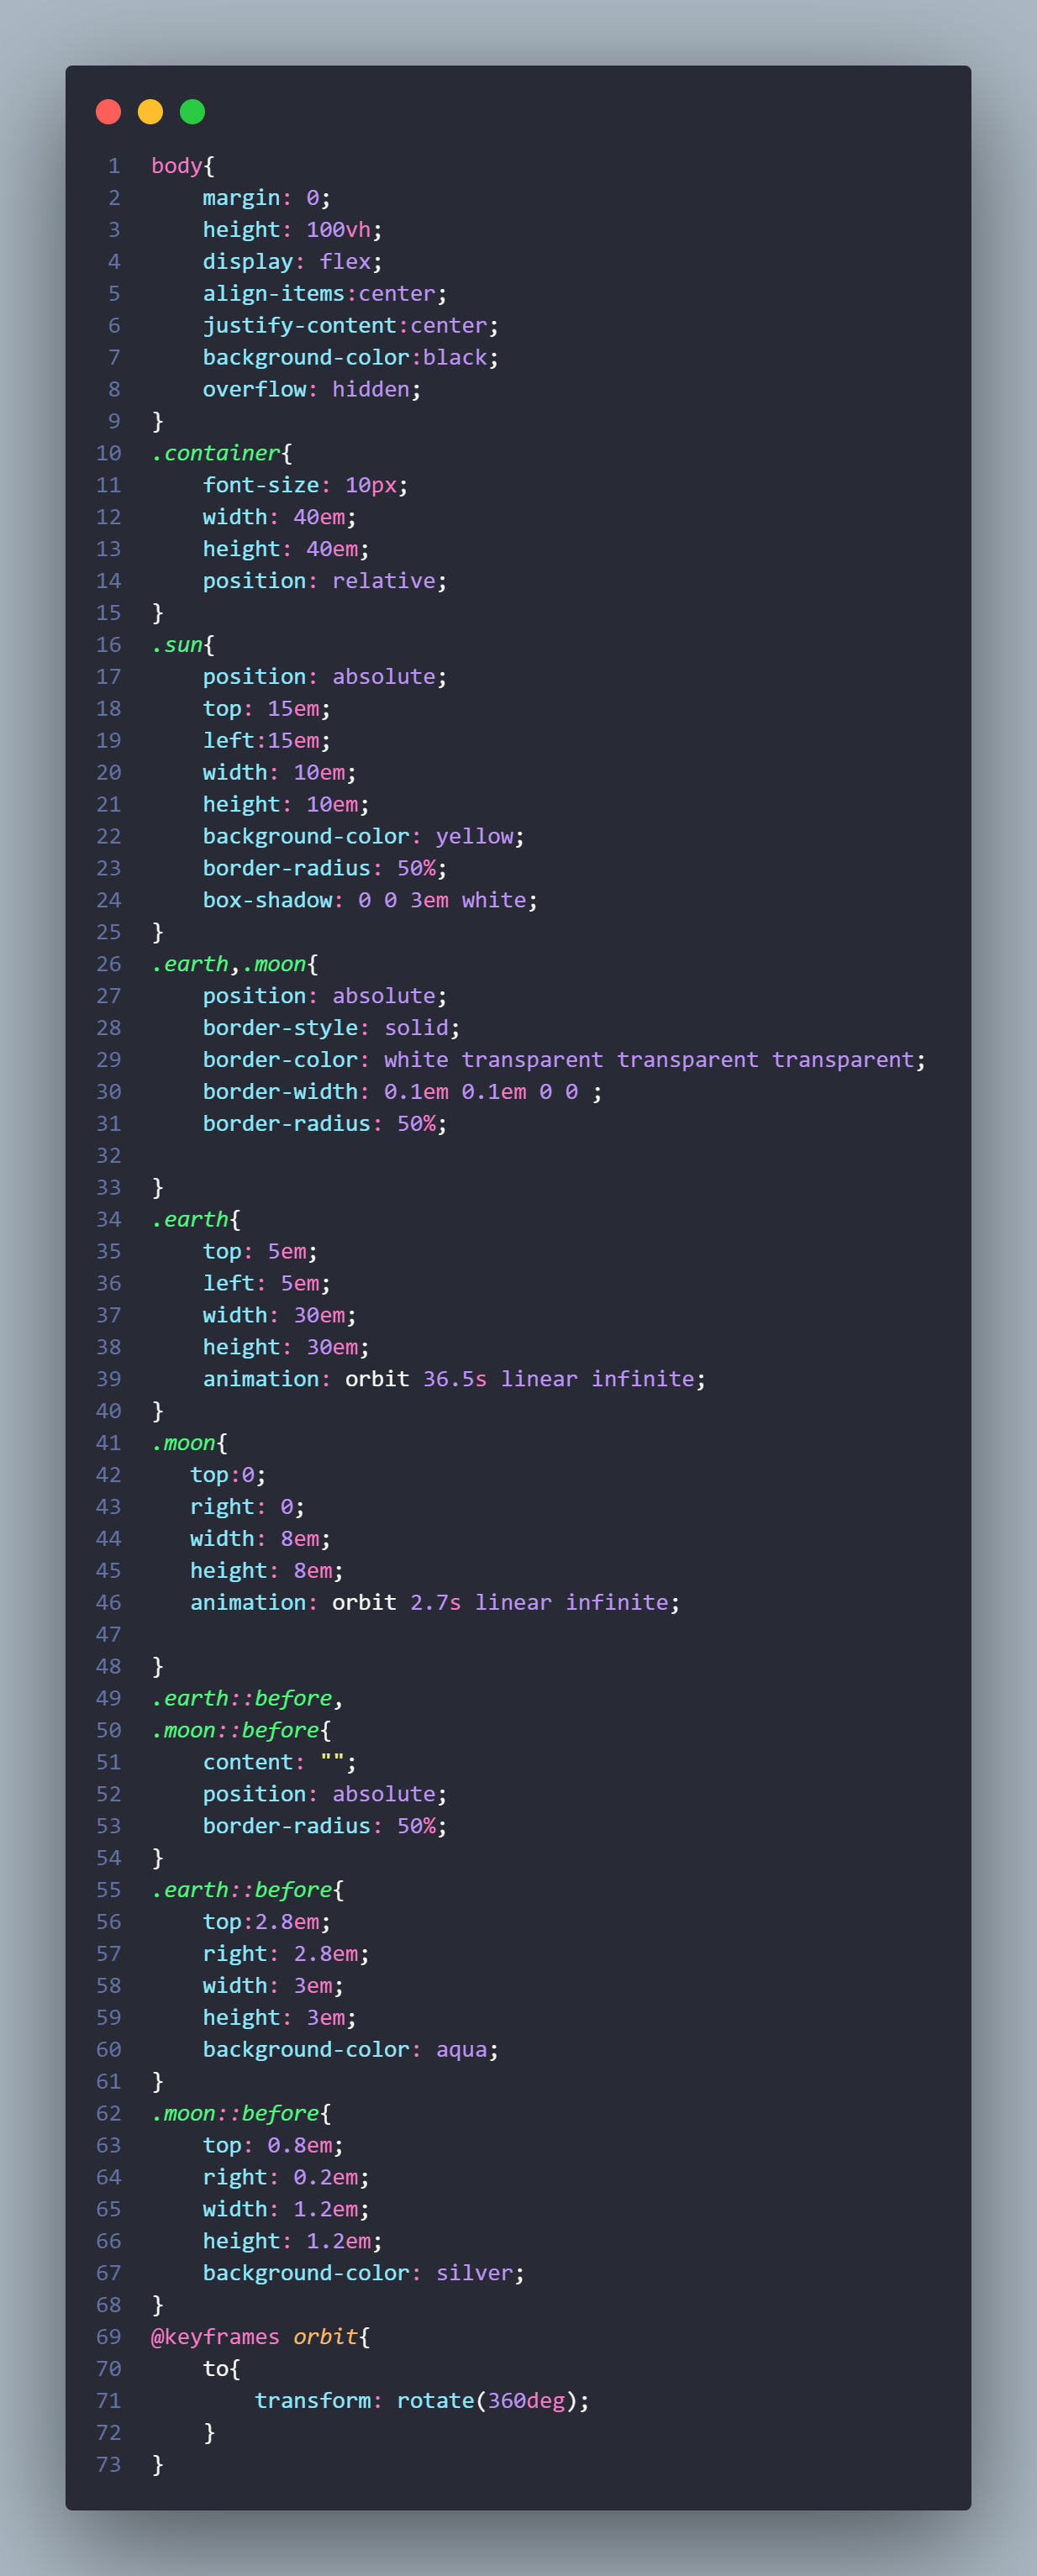 1 body{
2     margin: 0;
3     height: 100vh;
4     display: flex;
5     align-items:center;
6     justify-content:center;
7     background-color:black;
8     overflow: hidden;
9 }
10 .container{
11     font-size: 10px;
12     width: 40em;
13     height: 40em;
14     position: relative;
15 }
16 .sun{
17     position: absolute;
18     top: 15em;
19     left:15em;
20     width: 10em;
21     height: 10em;
22     background-color: yellow;
23     border-radius: 50%;
24     box-shadow: 0 0 3em white;
25 }
26 .earth,.moon{
27     position: absolute;
28     border-style: solid;
29     border-color: white transparent transparent transparent;
30     border-width: 0.1em 0.1em 0 0 ;
31     border-radius: 50%;
32
33 }
34 .earth{
35     top: 5em;
36     left: 5em;
37     width: 30em;
38     height: 30em;
39     animation: orbit 36.5s linear infinite;
40 }
41 .moon{
42    top:0;
43    right: 0;
44    width: 8em;
45    height: 8em;
46    animation: orbit 2.7s linear infinite;
47
48 }
49 .earth::before,
50 .moon::before{
51     content: "";
52     position: absolute;
53     border-radius: 50%;
54 }
55 .earth::before{
56     top:2.8em;
57     right: 2.8em;
58     width: 3em;
59     height: 3em;
60     background-color: aqua;
61 }
62 .moon::before{
63     top: 0.8em;
64     right: 0.2em;
65     width: 1.2em;
66     height: 1.2em;
67     background-color: silver;
68 }
69 @keyframes orbit{
70     to{
71         transform: rotate(360deg);
72     }
73 }